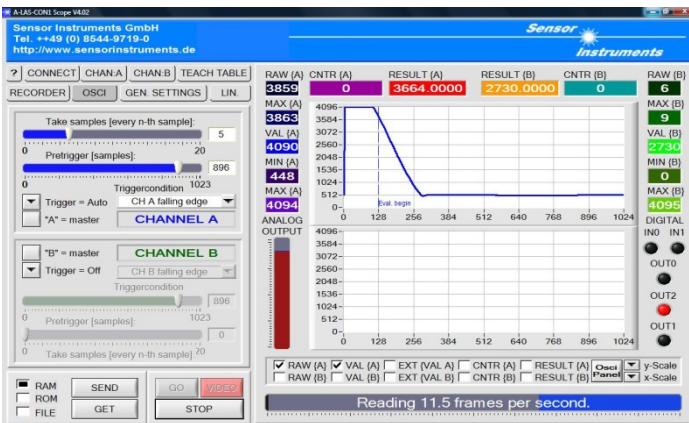 A-LAS-CON1 Scope V4.02
Sensor Instruments GmbH
Tel. ++49 (0) 8544-9719-0
http://www.sensorinstruments.de
Sensor
Instruments
? CONNECT CHAN:A CHAN:B TEACH TABLE
RECORDER OSCI GEN. SETTINGS LIN.
Take samples [every n-th sample]:
5
0 20
Pretrigger [samples]:
896
0 1023
Triggercondition
Trigger = Auto CH A falling edge
"A" = master CHANNEL A
"B" = master CHANNEL B
Trigger = Off CH B falling edge
Triggercondition
896
0 Pretrigger [samples]: 1023
0
0 Take samples [every n-th sample] 20
RAM
ROM
FILE
SEND
GET
GO VIDEO
STOP
RAW {A} CNTR {A} RESULT {A} RESULT {B} CNTR {B} RAW {B}
3859 0 3664.0000 2730.0000 0 6
MAX {A}
3863
VAL {A}
4090
MIN {A}
448
MAX {A}
4094
ANALOG
OUTPUT
4096
3584
3072
2560
2048
1536
1024
512
0
Eval. begin
0 128 256 384 512 640 768 896 1024
4096
3584
3072
2560
2048
1536
1024
512
0
0 128 256 384 512 640 768 896 1024
MAX {B}
9
VAL {B}
2730
MIN {B}
0
MAX {B}
4095
DIGITAL
IN0 IN1
OUT0
OUT2
OUT1
RAW {A} VAL {A} EXT {VAL A} CNTR {A} RESULT {A} Osci y-Scale
RAW {B} VAL {B} EXT {VAL B} CNTR {B} RESULT {B} Panel x-Scale
Reading 11.5 frames per second.